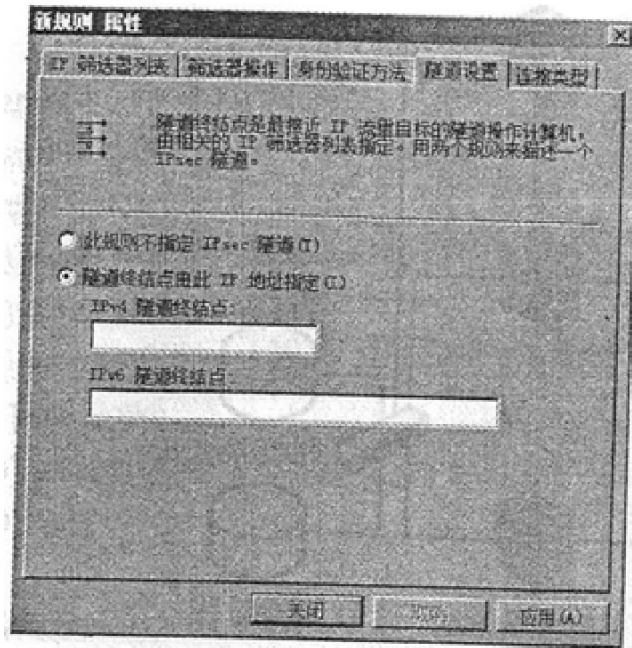 新规则 属性
IP 筛选器列表
筛选器操作
身份验证方法
隧道设置
连接类型
隧道终结点是最接近 IP 流量目标的隧道操作计算机，
由相关的 IP 筛选器列表指定。用两个规则来描述一个
IPsec 隧道。
此规则不指定 IPsec 隧道(T)
隧道终结点由此 IP 地址指定(I)
IPv4 隧道终结点:
IPv6 隧道终结点:
关闭
取消
应用(A)